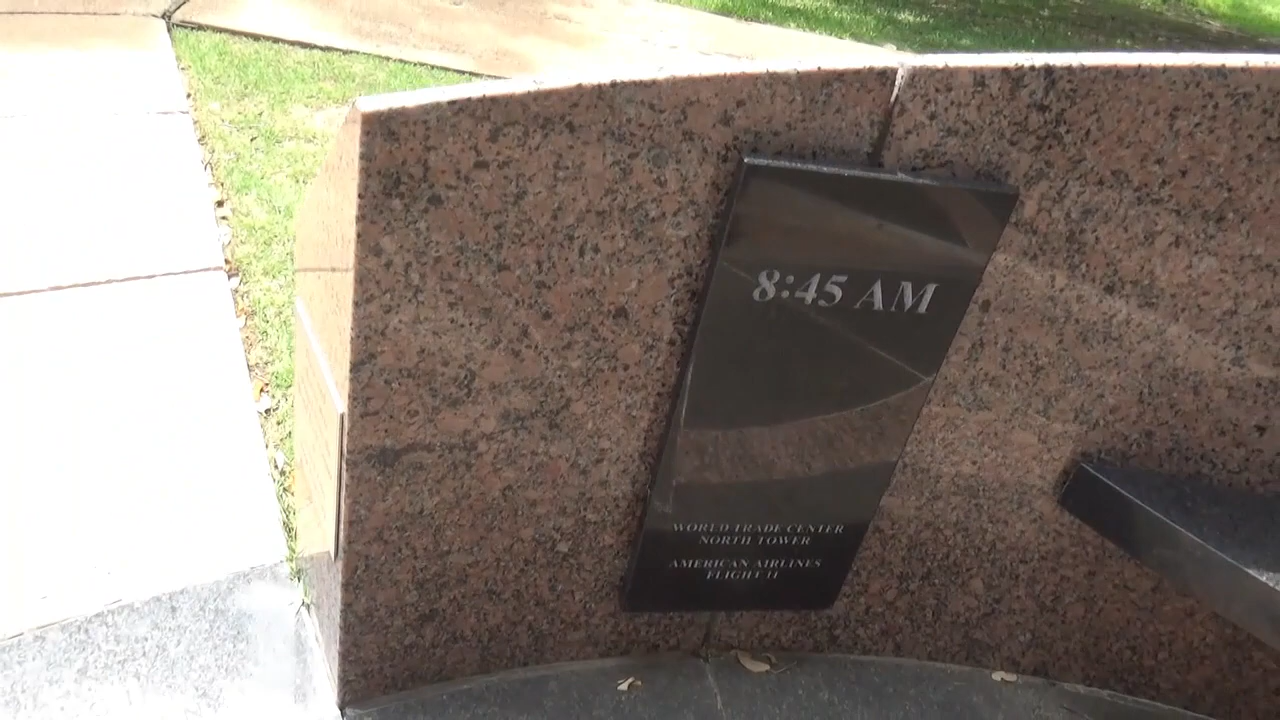 8:45 AM
WORLD TRADE CENTER
NORTH TOWER
AMERICAN AIRLINES
FLIGHT 11